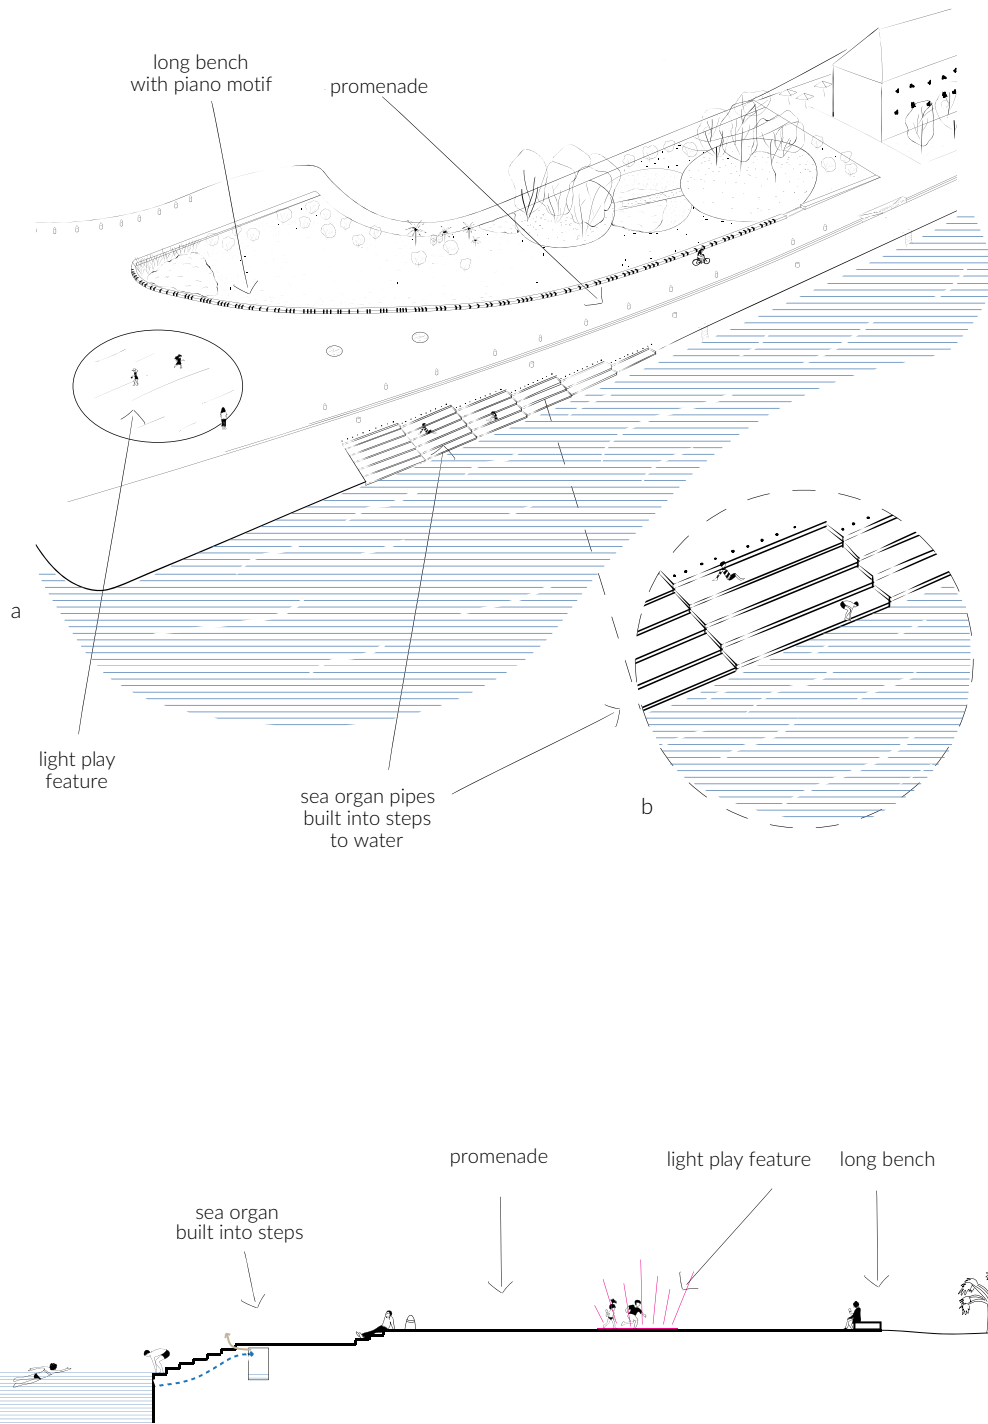 long bench
with piano motif
promenade
a
light play
feature
sea organ pipes
built into steps
to water
b
promenade
light play feature
long bench
sea organ
built into steps